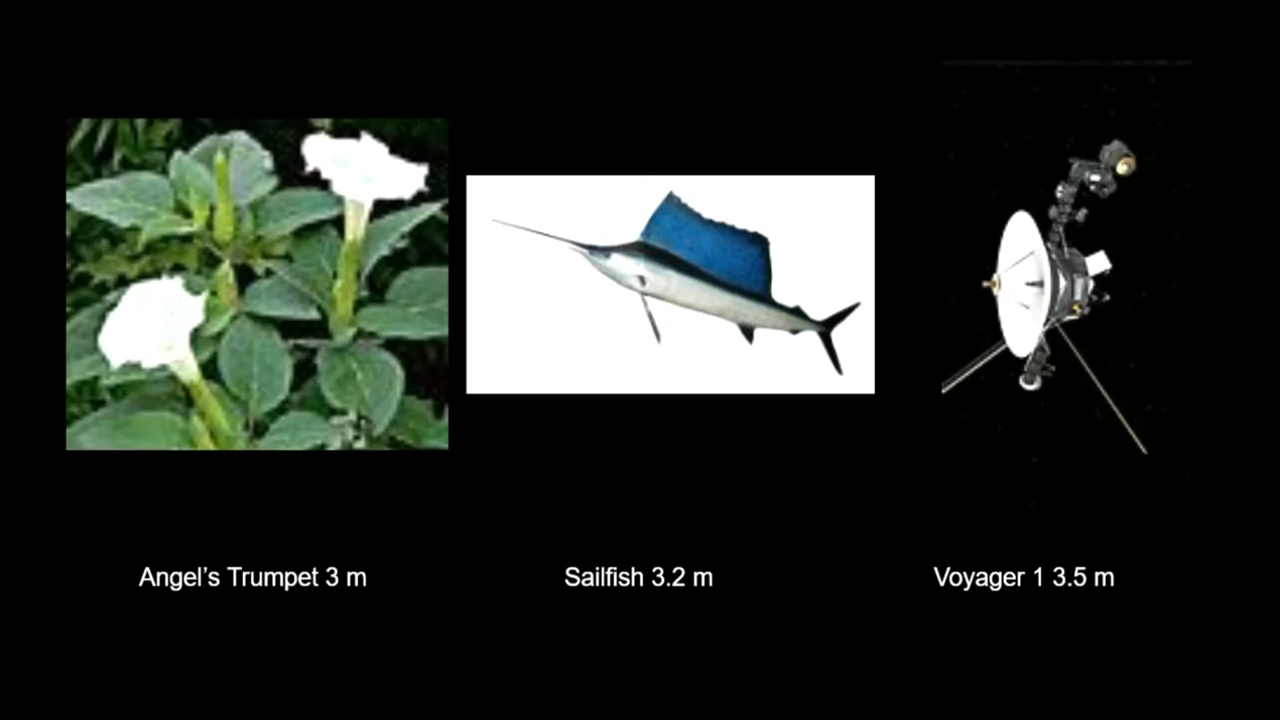 Angel’s Trumpet 3 m
Sailfish 3.2 m
Voyager 1 3.5 m